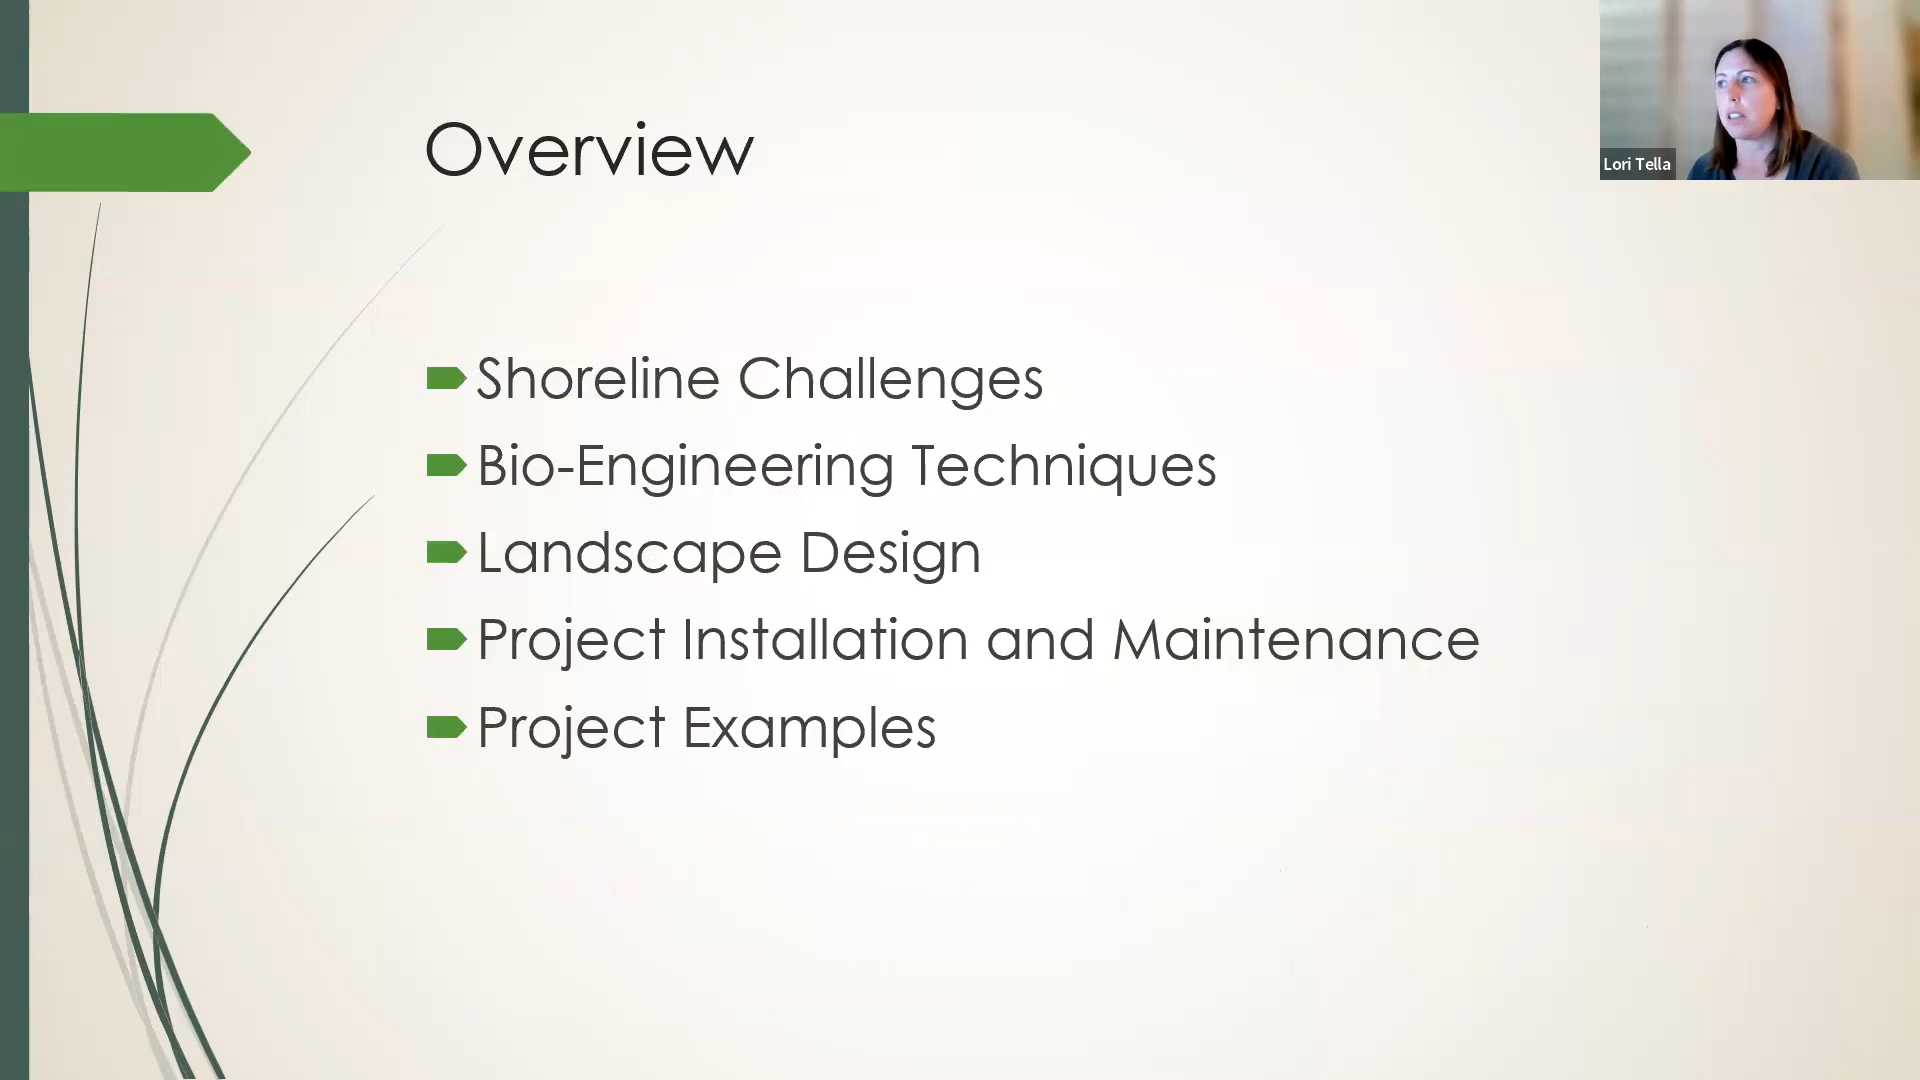 Overview
Lori Tella
Shoreline Challenges
Bio-Engineering Techniques
Landscape Design
Project Installation and Maintenance
Project Examples